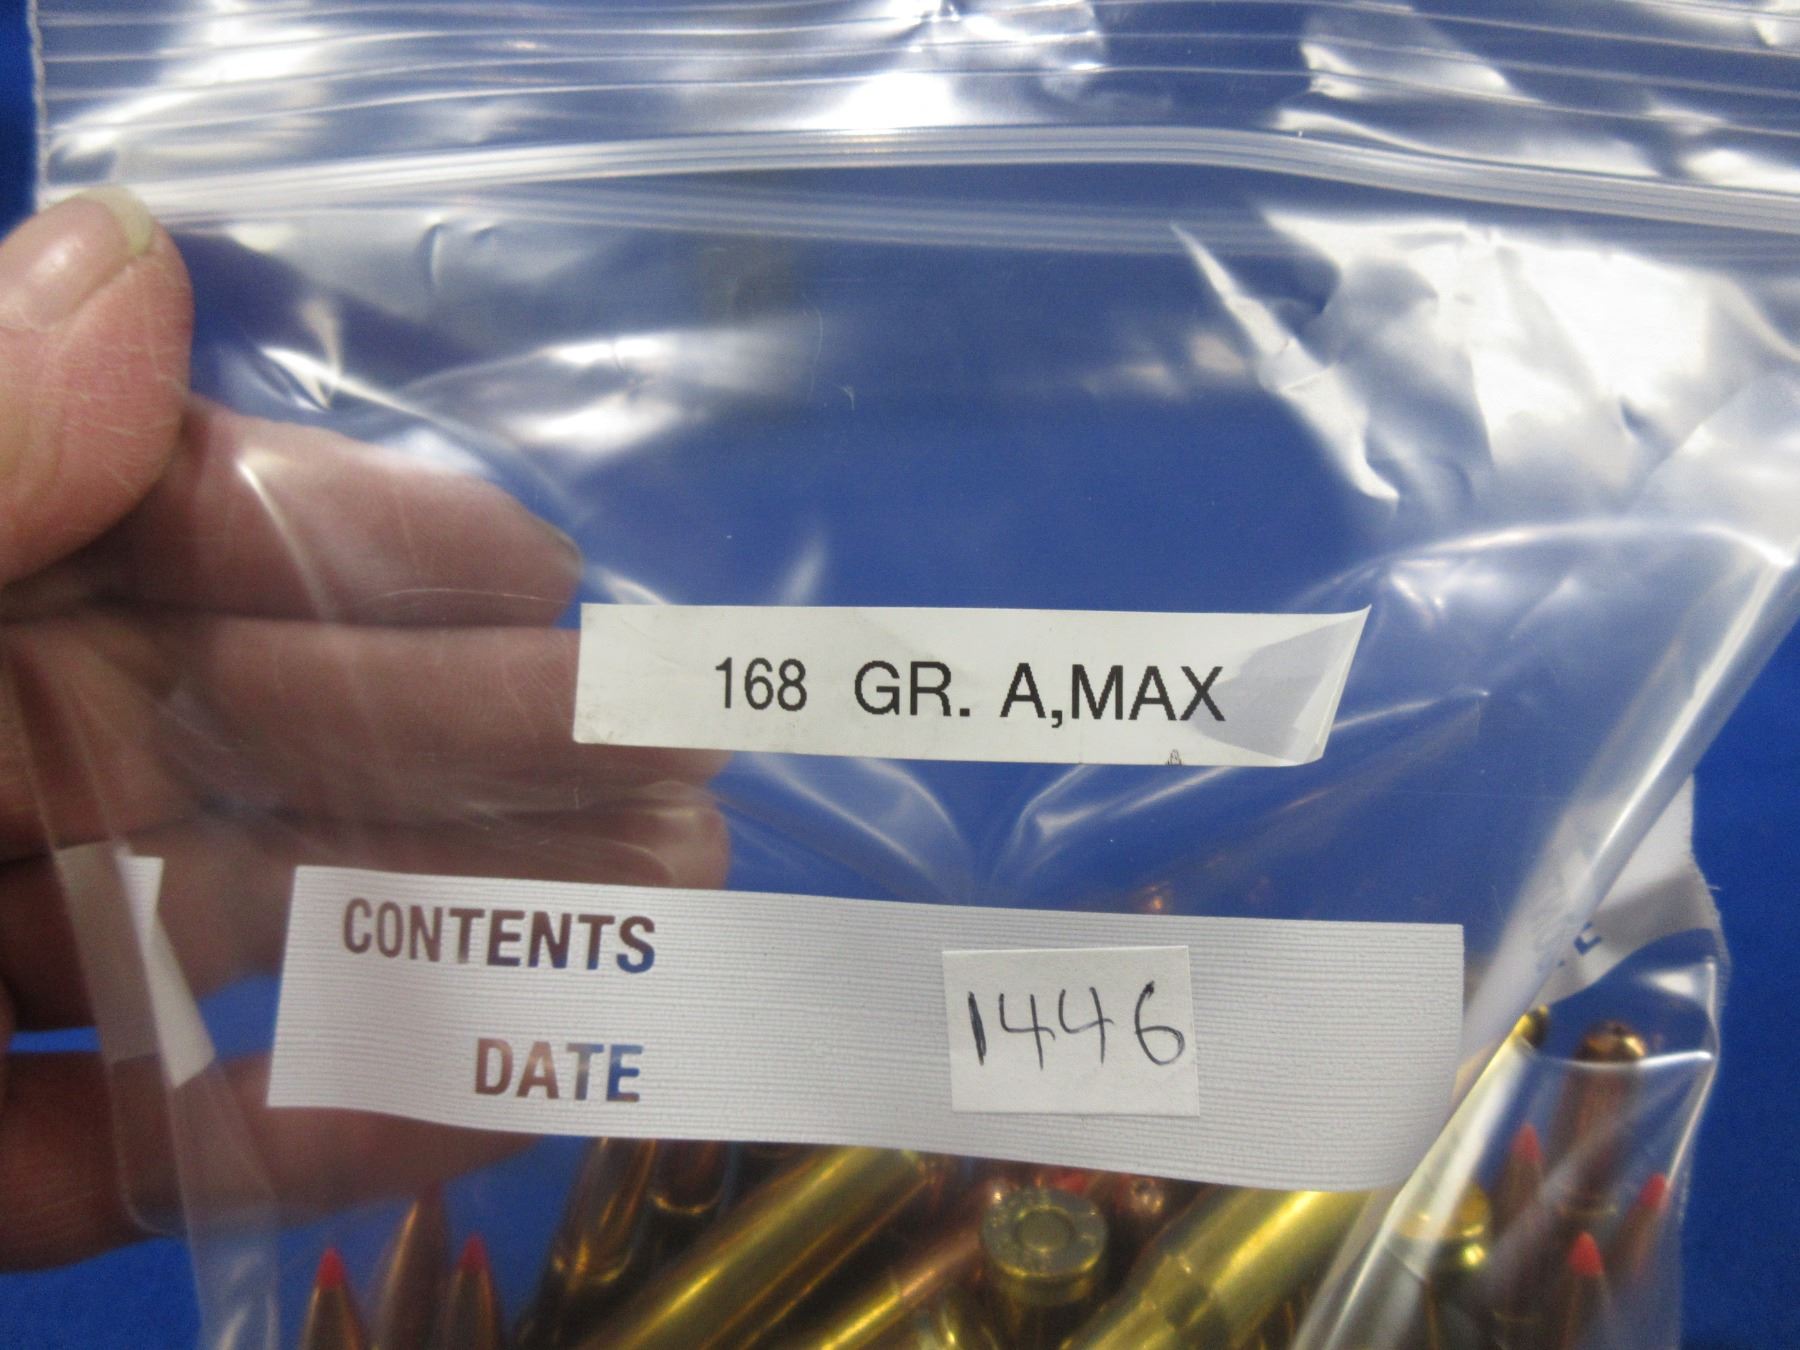 168 GR. A,MAX
CONTENTS
1446
DATE